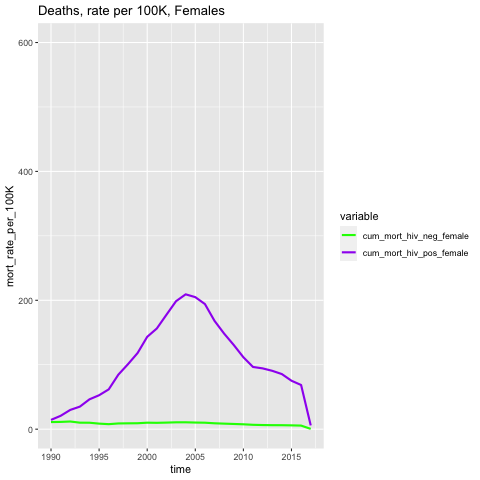 Deaths, rate per 100K, Females
600
400
200
0
mort_rate_per_100K
1990
1995
2000
2005
2010
2015
time
variable
cum_mort_hiv_neg_female
cum_mort_hiv_pos_female